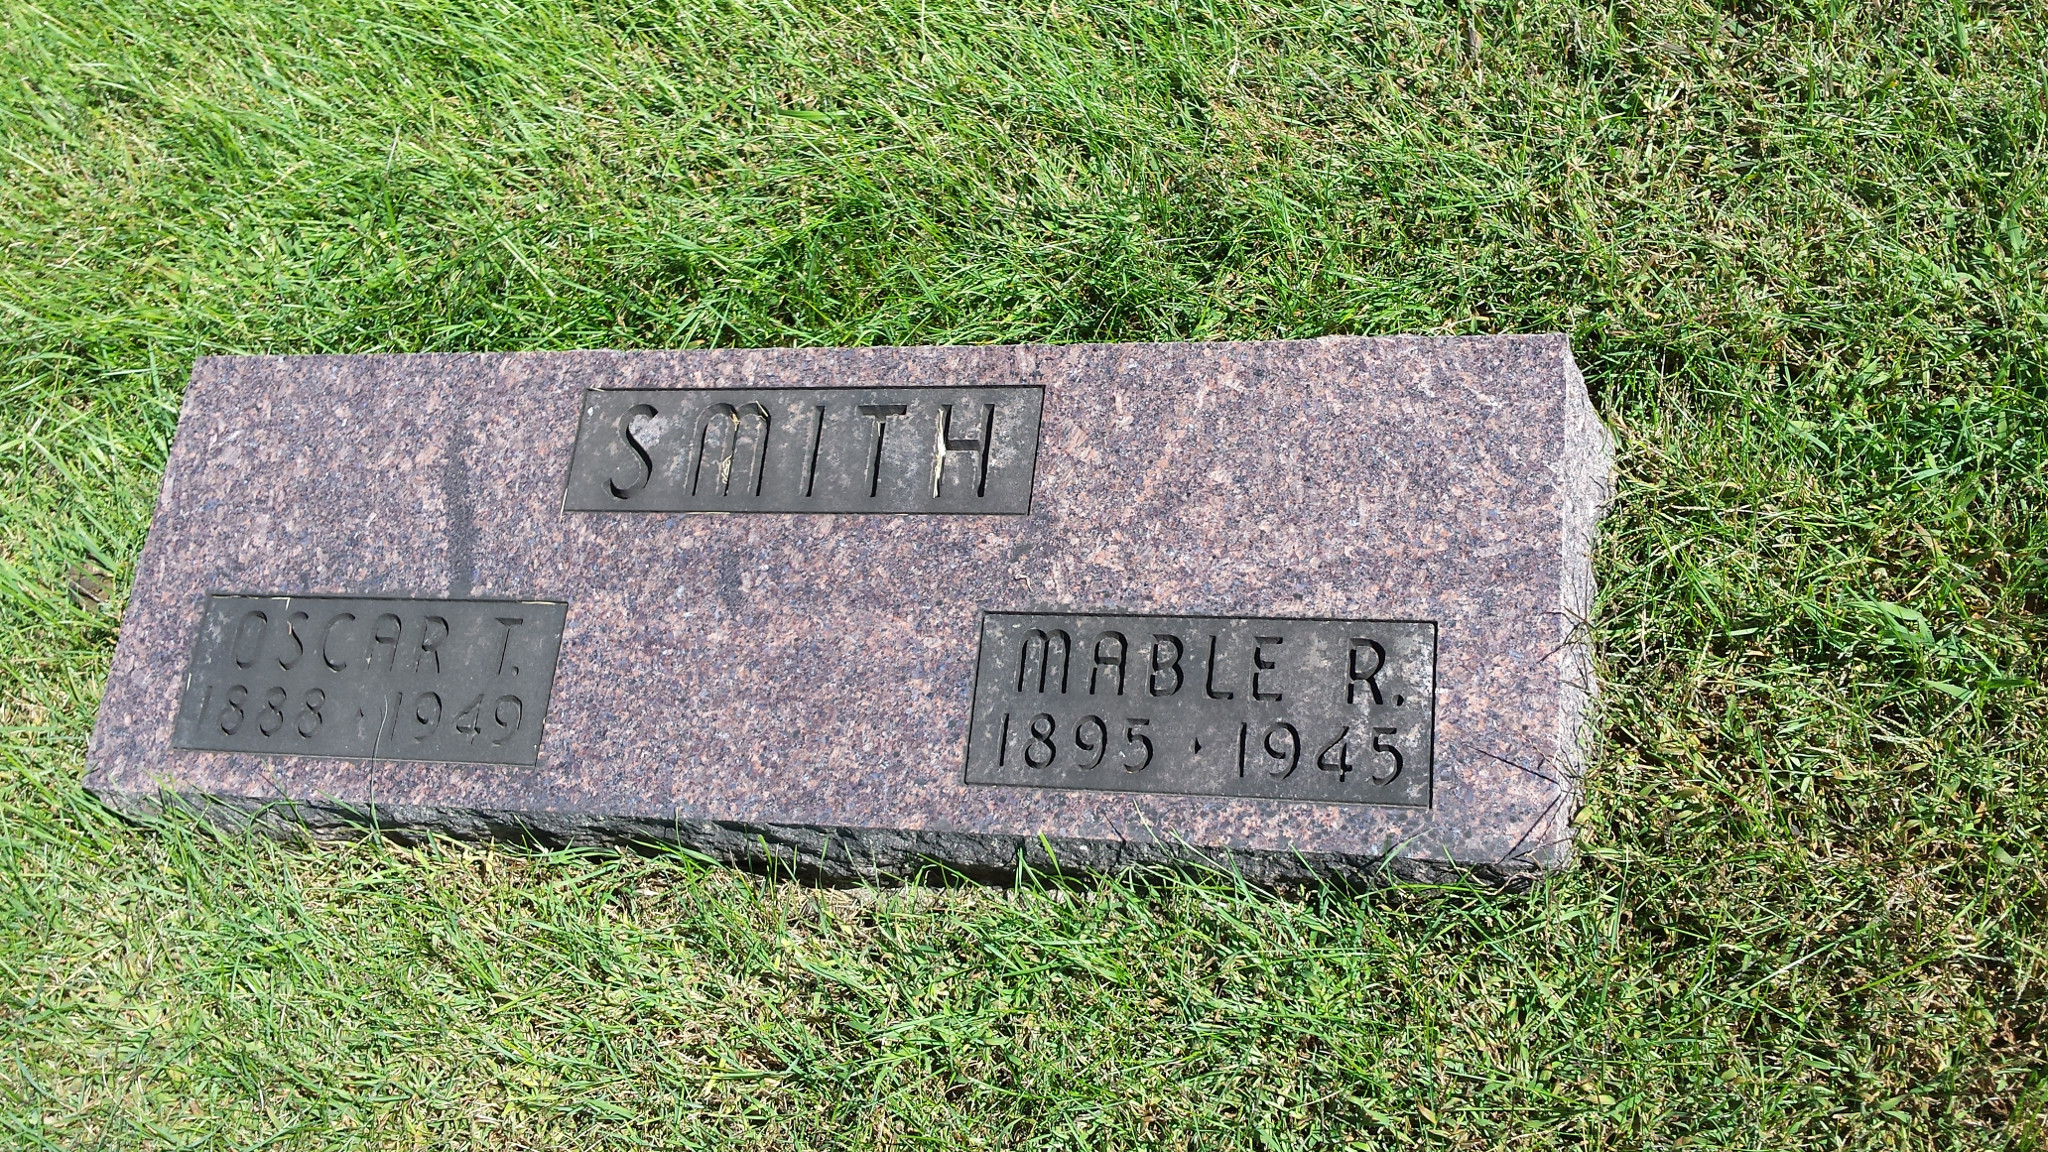 SMITH
OSCAR T.
1888 · 1949
MABLE R.
1895 · 1945